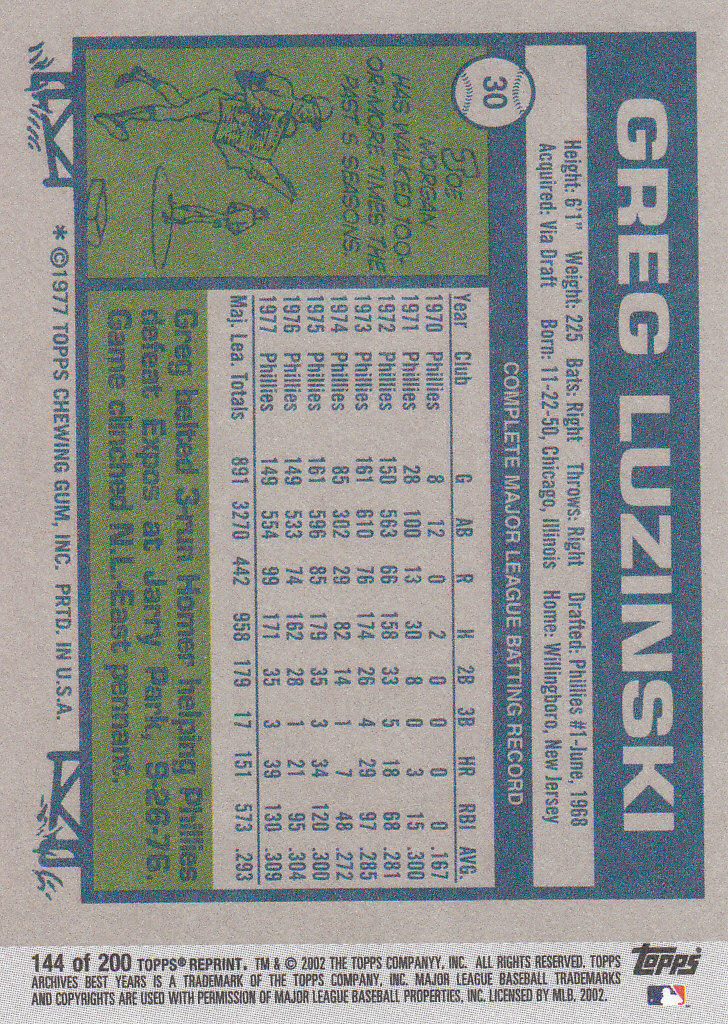 GREG LUZINSKI
Height: 6'1" Weight: 225 Bats: Right Throws: Right Drafted: Phillies #1-June, 1968
Acquired: Via Draft Born: 11-22-50, Chicago, Illinois Home: Willingboro, New Jersey
30
COMPLETE MAJOR LEAGUE BATTING RECORD
JOE
MORGAN
HAS WALKED 100-
OR-MORE TIMES THE
PAST 5 SEASONS.
Year Club G AB R H 2B 3B HR RBI AVG.
1970 Phillies 8 12 0 2 0 0 0 0 .167
1971 Phillies 28 100 13 30 8 0 3 15 .300
1972 Phillies 150 563 66 158 33 5 18 68 .281
1973 Phillies 161 610 76 174 26 4 29 97 .285
1974 Phillies 85 302 29 82 14 1 7 48 .272
1975 Phillies 161 596 85 179 35 3 34 120 .300
1976 Phillies 149 533 74 162 28 1 21 95 .304
1977 Phillies 149 554 99 171 35 3 39 130 .309
Maj. Lea. Totals 891 3270 442 958 179 17 151 573 .293
Greg belted 3-run Homer helping Phillies
defeat Expos at Jarry Park, 9-26-76.
Game clinched N.L.-East pennant.
* ©1977 TOPPS CHEWING GUM, INC. PRTD. IN U.S.A.
144 of 200 TOPPS® REPRINT. TM & © 2002 THE TOPPS COMPANYY, INC. ALL RIGHTS RESERVED. TOPPS
ARCHIVES BEST YEARS IS A TRADEMARK OF THE TOPPS COMPANY, INC. MAJOR LEAGUE BASEBALL TRADEMARKS
AND COPYRIGHTS ARE USED WITH PERMISSION OF MAJOR LEAGUE BASEBALL PROPERTIES, INC. LICENSED BY MLB, 2002.
topps